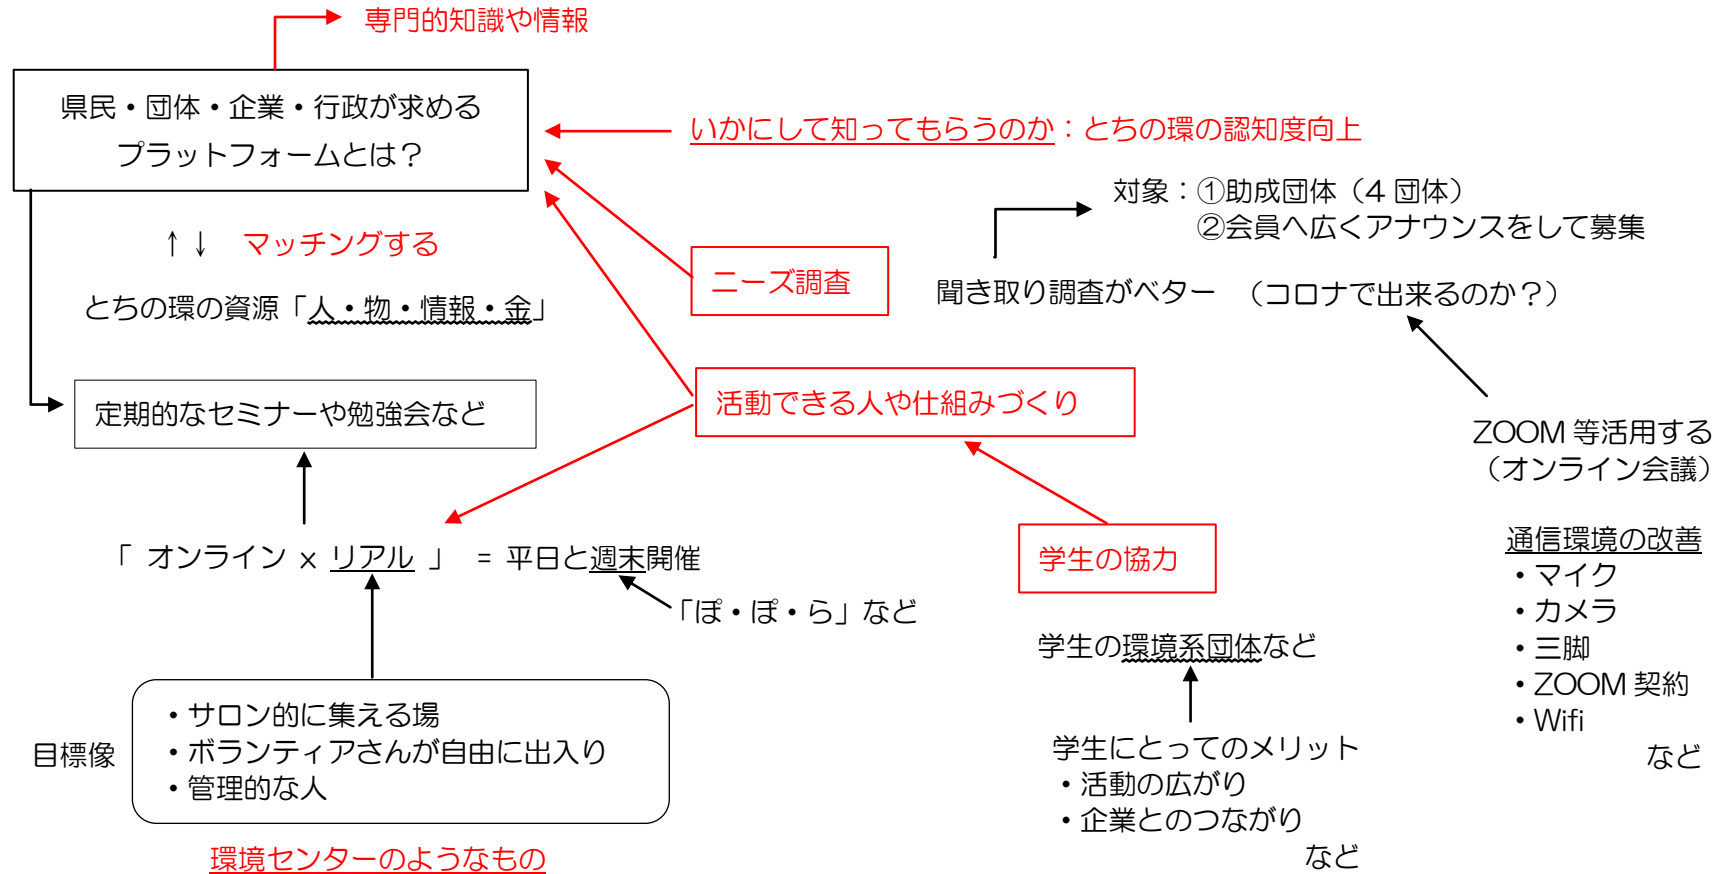 専門的知識や情報
県民・団体・企業・行政が求める
プラットフォームとは？
いかにして知ってもらうのか：とちの環の認知度向上
対象：①助成団体（4 団体）
②会員へ広くアナウンスをして募集
↑↓　マッチングする
ニーズ調査
聞き取り調査がベター　（コロナで出来るのか？）
とちの環の資源「人・物・情報・金」
定期的なセミナーや勉強会など
活動できる人や仕組みづくり
ZOOM 等活用する
（オンライン会議）
「 オンライン x リアル 」 = 平日と週末開催
「ぽ・ぽ・ら」など
学生の協力
通信環境の改善
・マイク
・カメラ
・三脚
・ZOOM 契約
・Wifi
など
学生の環境系団体など
目標像
・サロン的に集える場
・ボランティアさんが自由に出入り
・管理的な人
学生にとってのメリット
・活動の広がり
・企業とのつながり
など
環境センターのようなもの